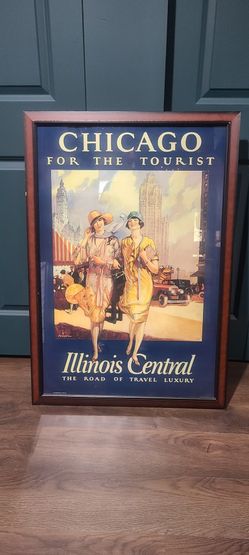 CHICAGO
FOR THE TOURIST
Illinois Central
THE ROAD OF TRAVEL LUXURY